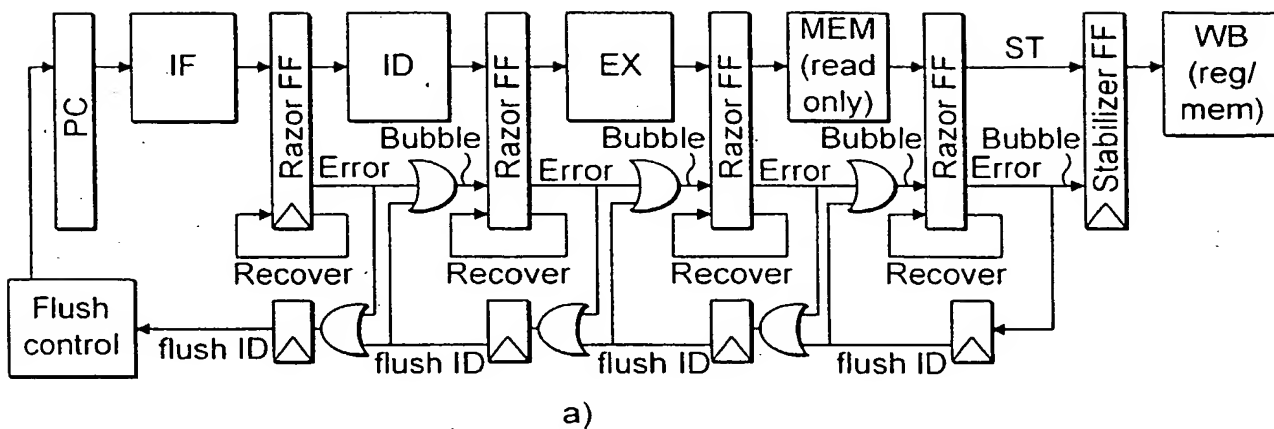 PC
IF
Razor FF
ID
Razor FF
EX
Razor FF
MEM
(read
only)
Razor FF
ST
Stabilizer FF
WB
(reg/
mem)
Error
Bubble
Error
Bubble
Error
Bubble
Bubble
Error
Recover
Recover
Recover
Recover
Flush
control
flush ID
flush ID
flush ID
flush ID
a)